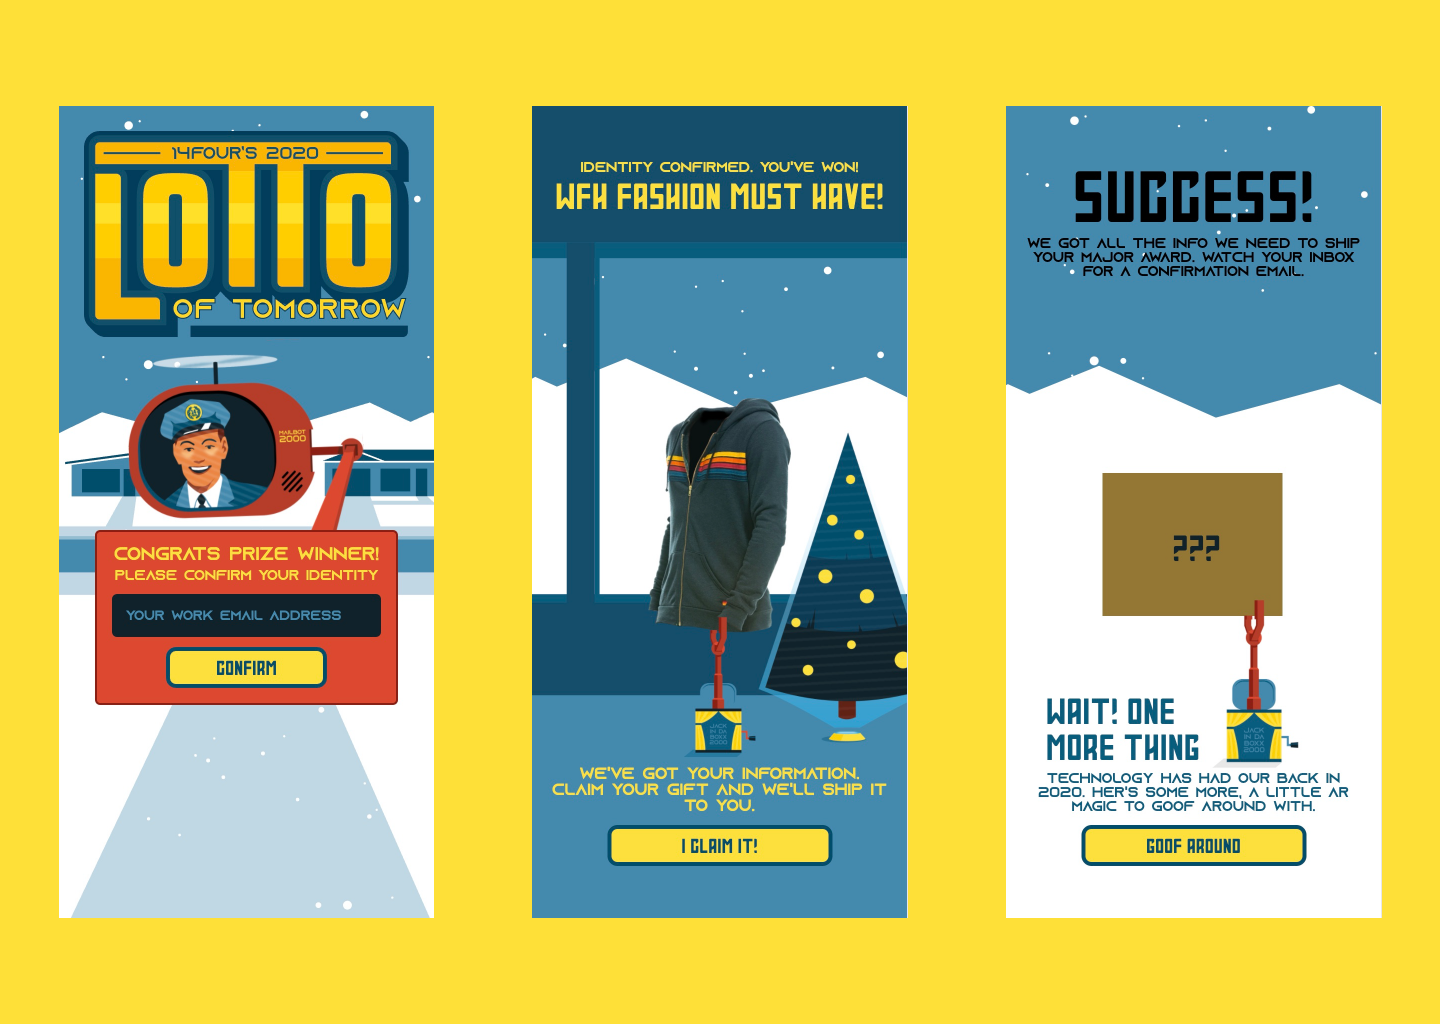 14FOUR'S 2020
LOTTO
OF TOMORROW
MAILBOT
2000
CONGRATS PRIZE WINNER!
PLEASE CONFIRM YOUR IDENTITY
YOUR WORK EMAIL ADDRESS
CONFIRM
IDENTITY CONFIRMED. YOU'VE WON!
WFH FASHION MUST HAVE!
JACK
IN DA
BOXX
2000
WE'VE GOT YOUR INFORMATION.
CLAIM YOUR GIFT AND WE'LL SHIP IT
TO YOU.
I CLAIM IT!
SUCCESS!
WE GOT ALL THE INFO WE NEED TO SHIP
YOUR MAJOR AWARD. WATCH YOUR INBOX
FOR A CONFIRMATION EMAIL.
???
WAIT! ONE
MORE THING
JACK
IN DA
BOXX
2000
TECHNOLOGY HAS HAD OUR BACK IN
2020. HER'S SOME MORE, A LITTLE AR
MAGIC TO GOOF AROUND WITH.
GOOF AROUND